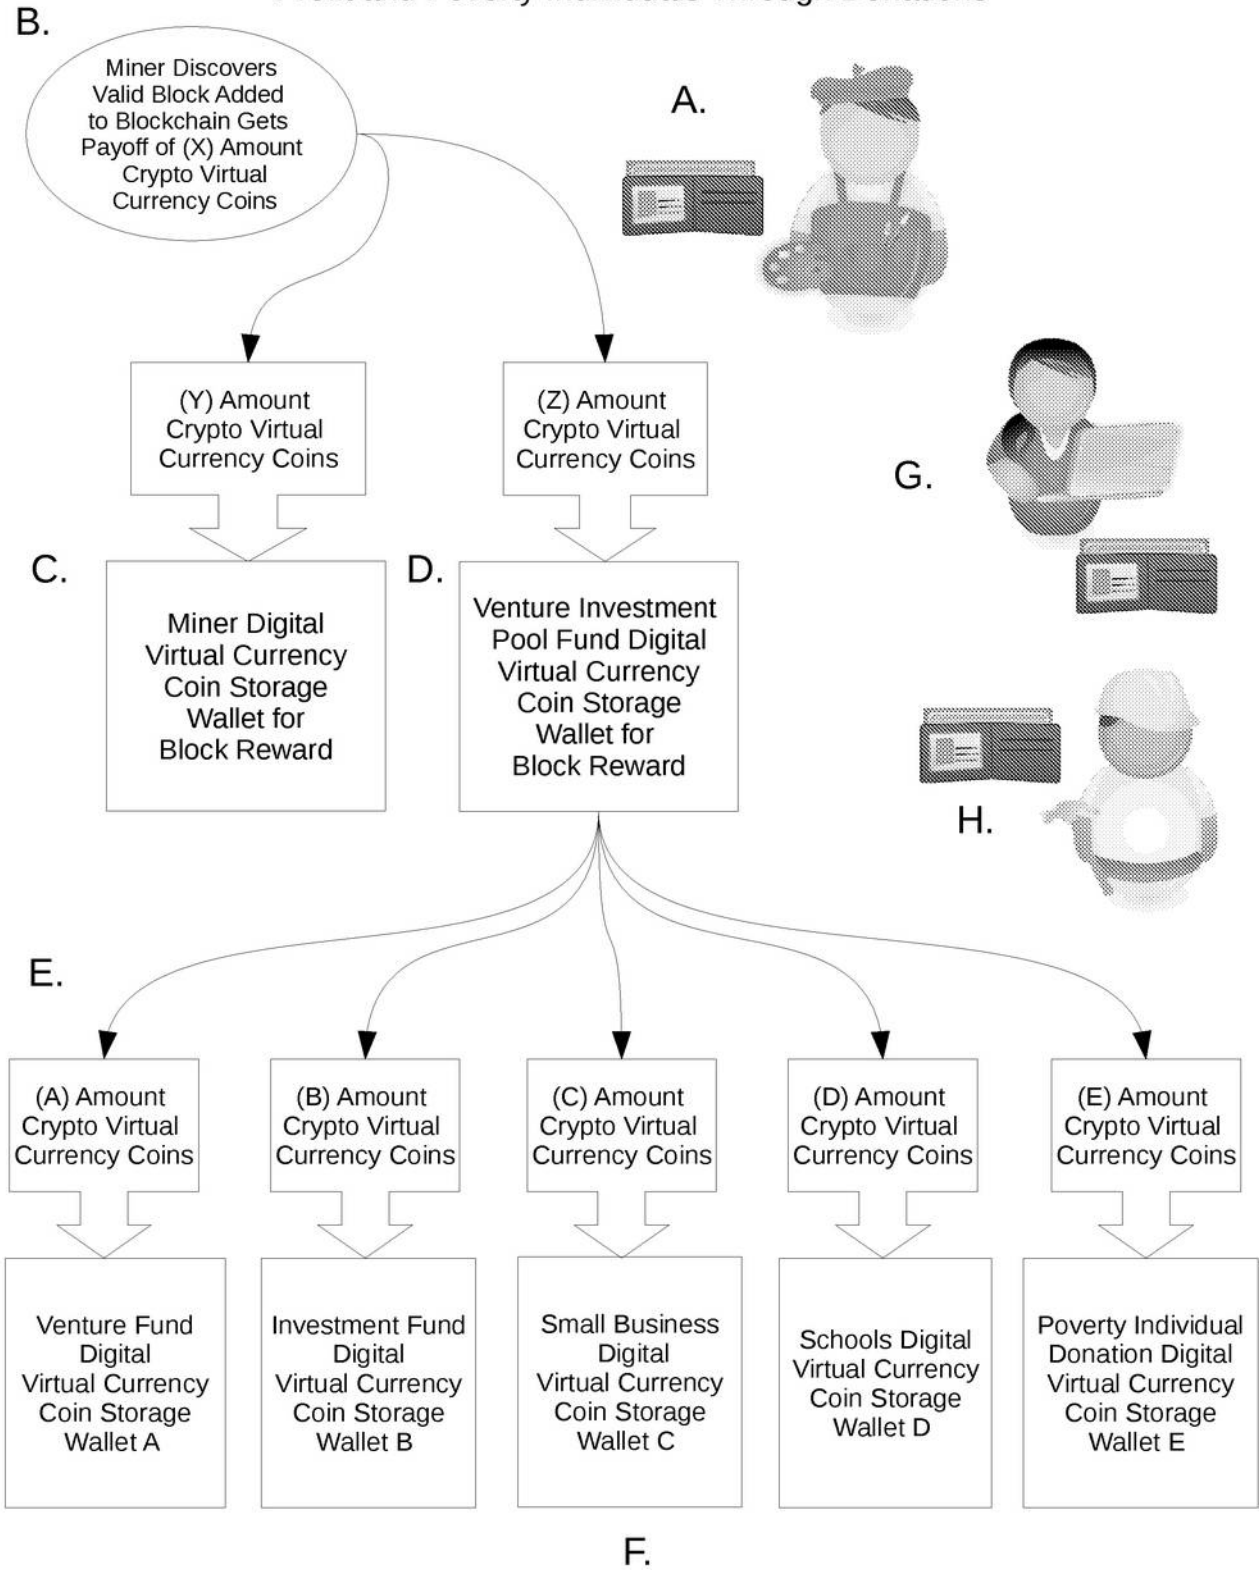 B.
Miner Discovers
Valid Block Added
to Blockchain Gets
Payoff of (X) Amount
Crypto Virtual
Currency Coins
A.
(Y) Amount
Crypto Virtual
Currency Coins
(Z) Amount
Crypto Virtual
Currency Coins
G.
C.
Miner Digital
Virtual Currency
Coin Storage
Wallet for
Block Reward
D.
Venture Investment
Pool Fund Digital
Virtual Currency
Coin Storage
Wallet for
Block Reward
H.
E.
(A) Amount
Crypto Virtual
Currency Coins
(B) Amount
Crypto Virtual
Currency Coins
(C) Amount
Crypto Virtual
Currency Coins
(D) Amount
Crypto Virtual
Currency Coins
(E) Amount
Crypto Virtual
Currency Coins
Venture Fund
Digital
Virtual Currency
Coin Storage
Wallet A
Investment Fund
Digital
Virtual Currency
Coin Storage
Wallet B
Small Business
Digital
Virtual Currency
Coin Storage
Wallet C
Schools Digital
Virtual Currency
Coin Storage
Wallet D
Poverty Individual
Donation Digital
Virtual Currency
Coin Storage
Wallet E
F.